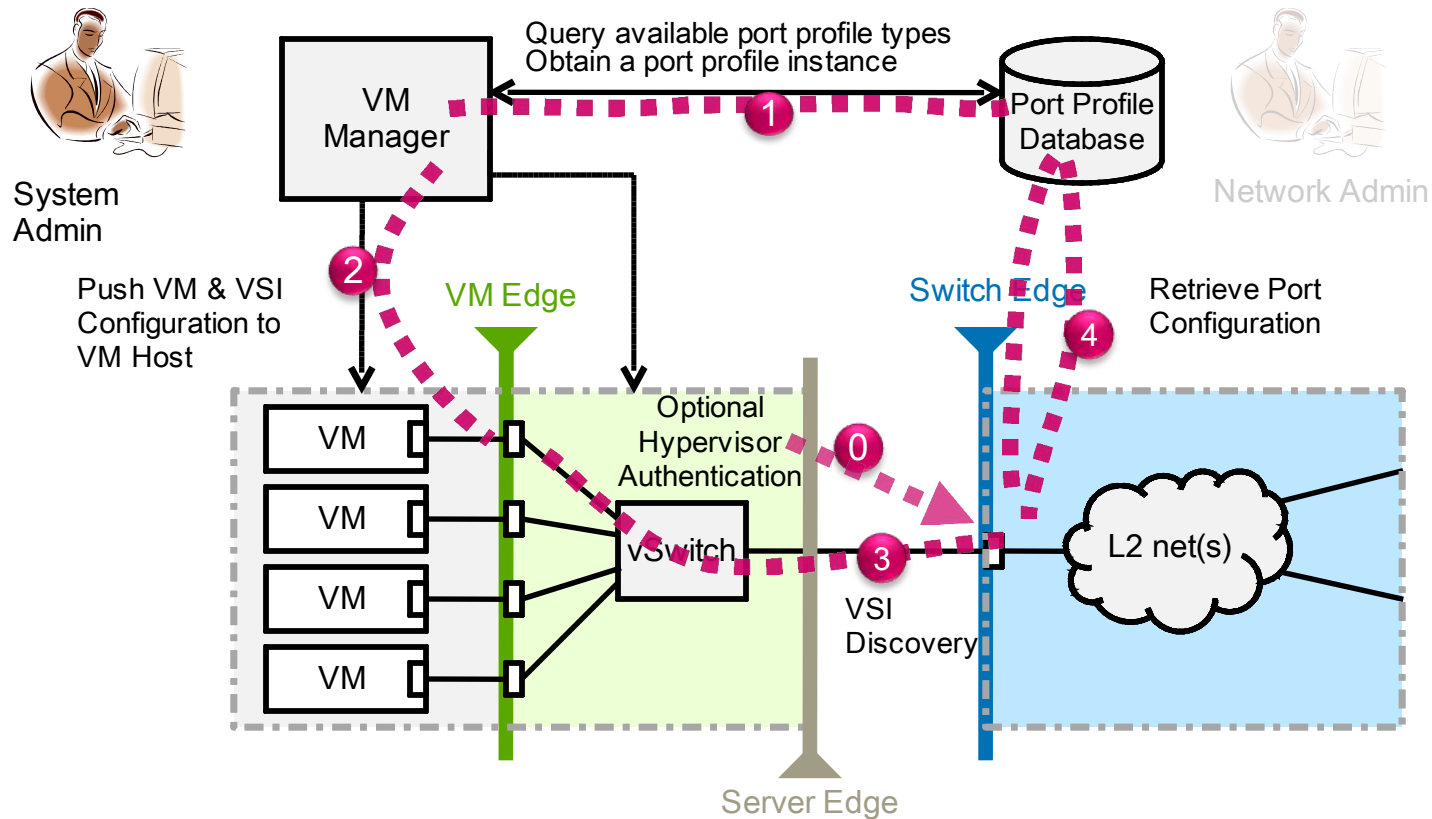 Query available port profile types
Obtain a port profile instance
VM
Manager
1
Port Profile
Database
System
Admin
Network Admin
2
Push VM & VSI
Configuration to
VM Host
VM Edge
Switch Edge
Retrieve Port
Configuration
4
Optional
Hypervisor
Authentication
0
VM
VM
VM
VM
vSwitch
3
L2 net(s)
VSI
Discovery
Server Edge